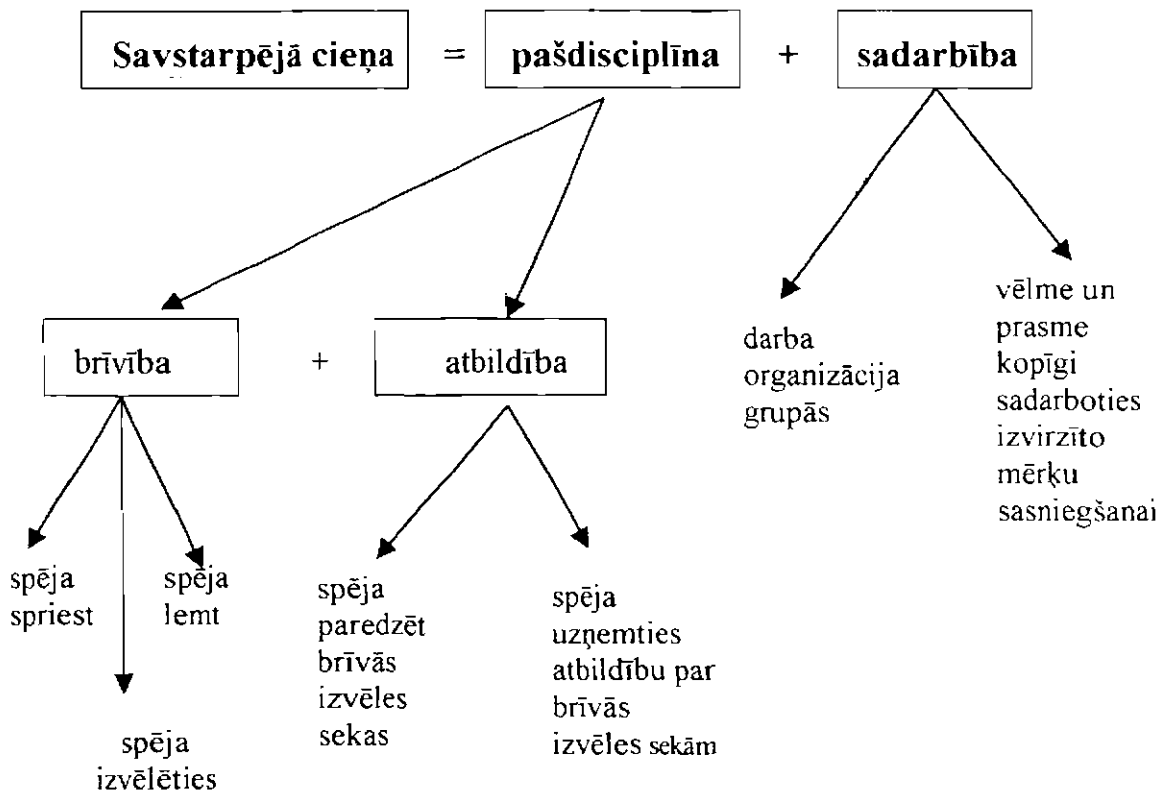 Savstarpējā cieņa = pašdisciplīna + sadarbība
brīvība + atbildība
darba
organizācija
grupās
vēlme un
prasme
kopīgi
sadarboties
izvirzīto
mērķu
sasniegšanai
spēja
spriest
spēja
izvēlēties
spēja
lemt
spēja
paredzēt
brīvās
izvēles
sekas
spēja
uzņemties
atbildību par
brīvās
izvēles sekām